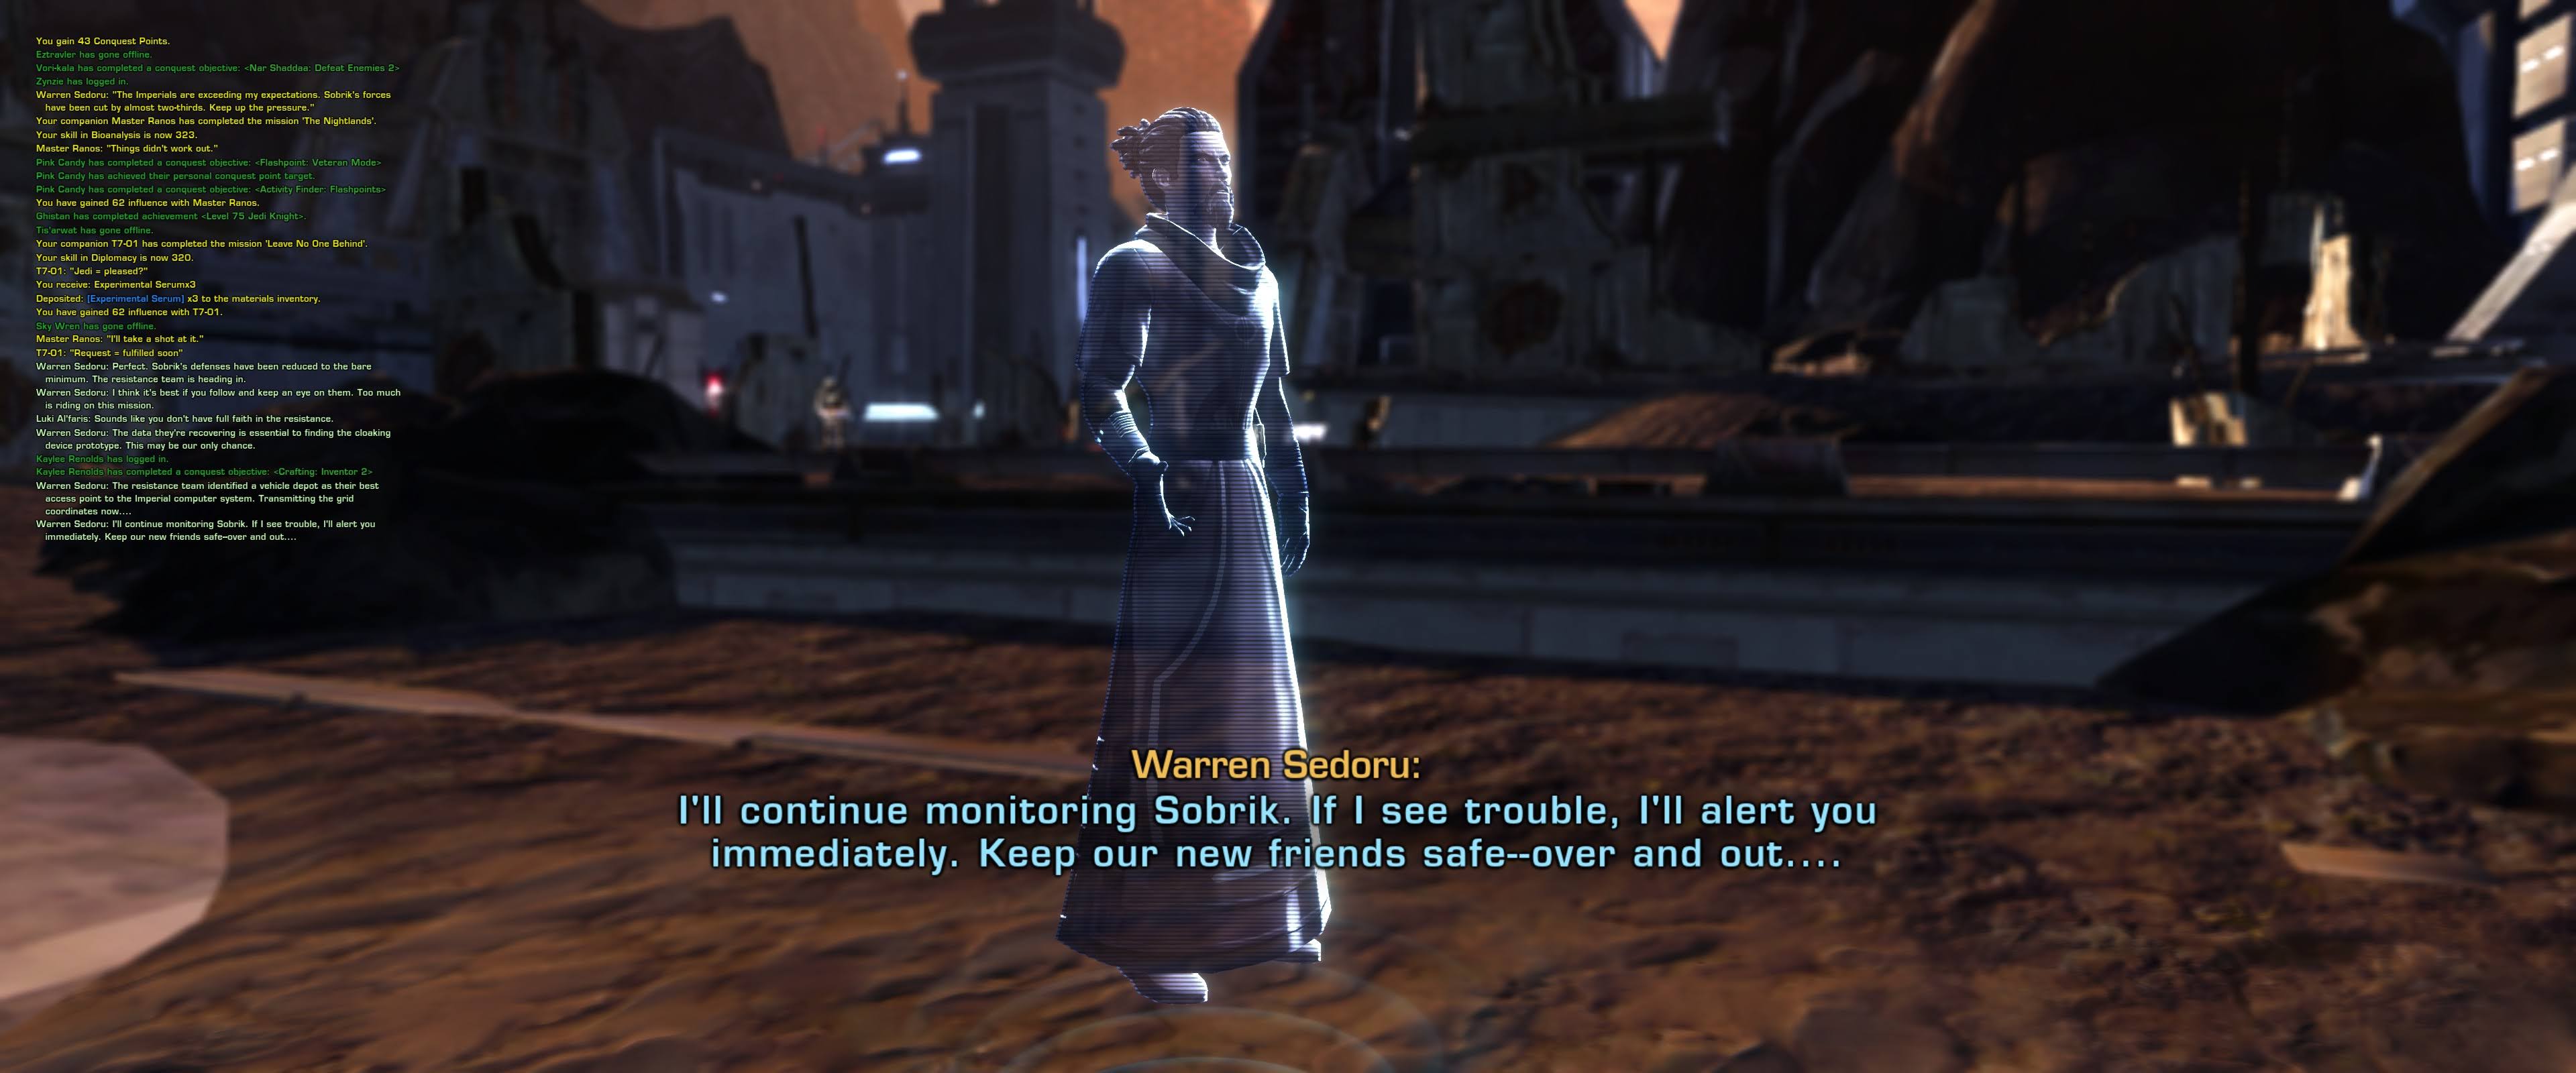 You gain 43 Conquest Points.
Eztravler has gone offline.
Vori-kala has completed a conquest objective: <Nar Shaddaa: Defeat Enemies 2>
Zynzie has logged in.
Warren Sedoru: "The Imperials are exceeding my expectations. Sobrik's forces
have been cut by almost two-thirds. Keep up the pressure."
Your companion Master Ranos has completed the mission 'The Nightlands'.
Your skill in Bioanalysis is now 323.
Master Ranos: "Things didn't work out."
Pink Candy has completed a conquest objective: <Flashpoint: Veteran Mode>
Pink Candy has achieved their personal conquest point target.
Pink Candy has completed a conquest objective: <Activity Finder: Flashpoints>
You have gained 62 influence with Master Ranos.
Ghistan has completed achievement <Level 75 Jedi Knight>.
Tis'arwat has gone offline.
Your companion T7-01 has completed the mission 'Leave No One Behind'.
Your skill in Diplomacy is now 320.
T7-01: "Jedi = pleased?"
You receive: Experimental Serumx3
Deposited: [Experimental Serum] x3 to the materials inventory.
You have gained 62 influence with T7-01.
Sky Wren has gone offline.
Master Ranos: "I'll take a shot at it."
T7-01: "Request = fulfilled soon"
Warren Sedoru: Perfect. Sobrik's defenses have been reduced to the bare
minimum. The resistance team is heading in.
Warren Sedoru: I think it's best if you follow and keep an eye on them. Too much
is riding on this mission.
Luki Al'faris: Sounds like you don't have full faith in the resistance.
Warren Sedoru: The data they're recovering is essential to finding the cloaking
device prototype. This may be our only chance.
Kaylee Renolds has logged in.
Kaylee Renolds has completed a conquest objective: <Crafting: Inventor 2>
Warren Sedoru: The resistance team identified a vehicle depot as their best
access point to the Imperial computer system. Transmitting the grid
coordinates now....
Warren Sedoru: I'll continue monitoring Sobrik. If I see trouble, I'll alert you
immediately. Keep our new friends safe--over and out....
Warren Sedoru:
I'll continue monitoring Sobrik. If I see trouble, I'll alert you
immediately. Keep our new friends safe--over and out....